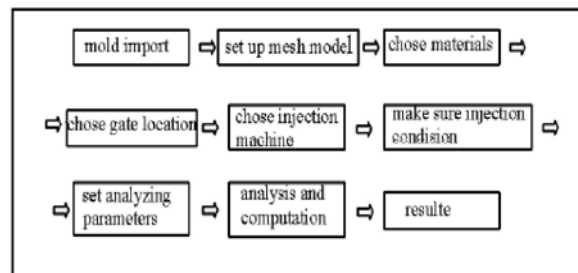 mold import
set up mesh model
chose materials
chose gate location
chose injection
machine
make sure injection
condision
set analyzing
parameters
analysis and
computation
resulte